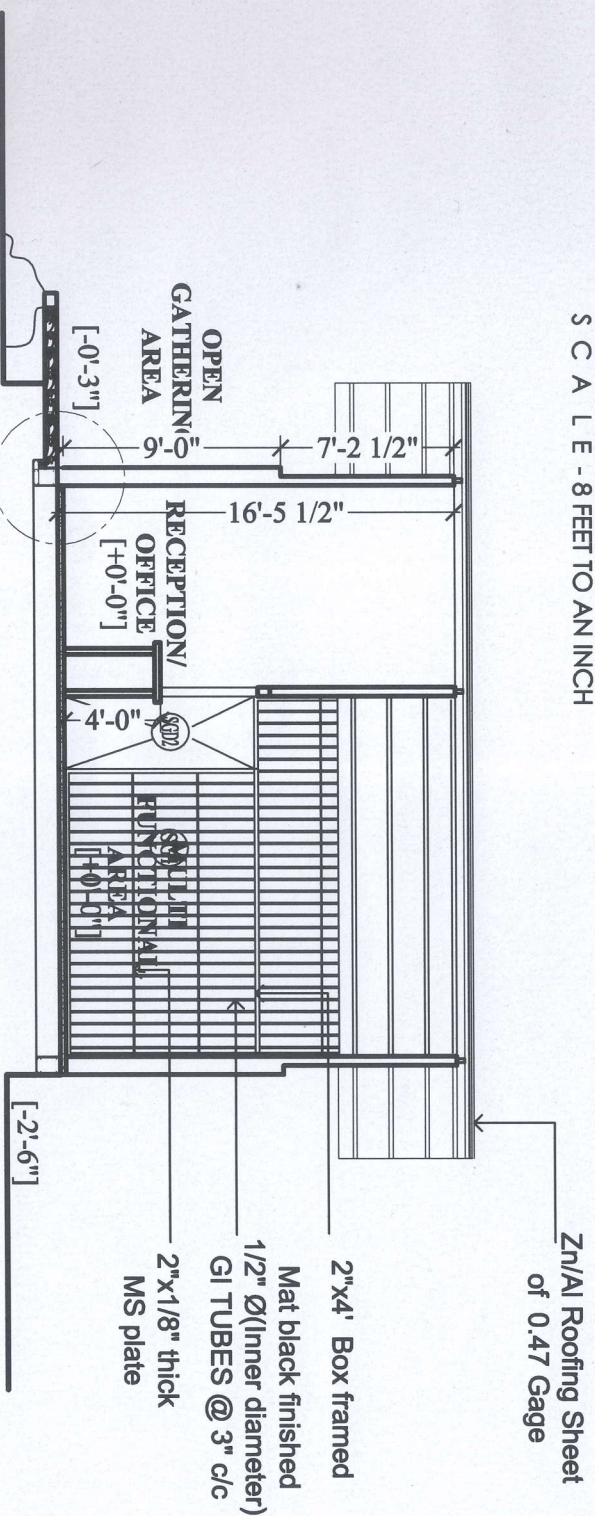 S C A L E - 8 FEET TO AN INCH
Zn/Al Roofing Sheet
of 0.47 Gage
2"x4' Box framed
Mat black finished
1/2" Ø(Inner diameter)
GI TUBES @ 3" c/c
2"x1/8" thick
MS plate
7'-2 1/2"
9'-0"
16'-5 1/2"
4'-0"
OPEN
GATHERING
AREA
[-0'-3"]
RECEPTION/
OFFICE
[+0'-0"]
SGD2
MULTI
FUNCTIONAL
AREA
[+0'-0"]
[-2'-6"]